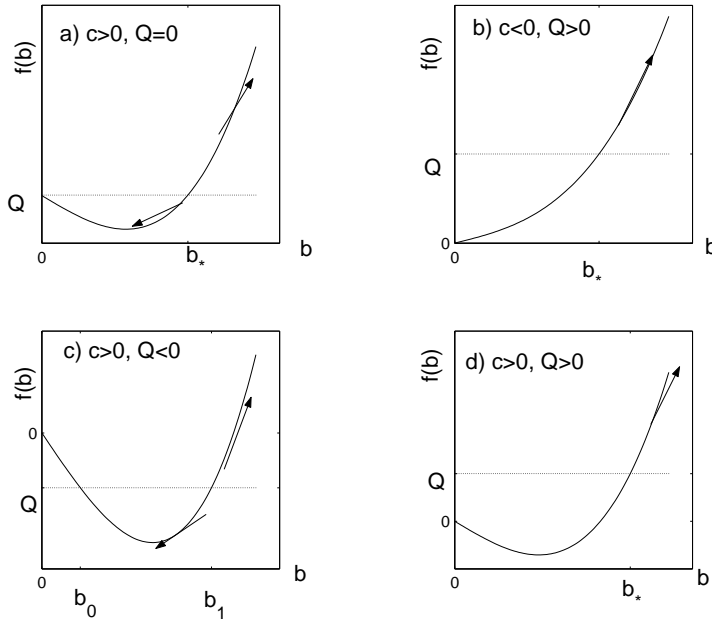 a) c>0, Q=0
f(b)
Q
0
b*
b
b) c<0, Q>0
f(b)
Q
0
0
b*
b
c) c>0, Q<0
f(b)
0
Q
0
b0
b1
b
d) c>0, Q>0
f(b)
Q
0
0
b*
b